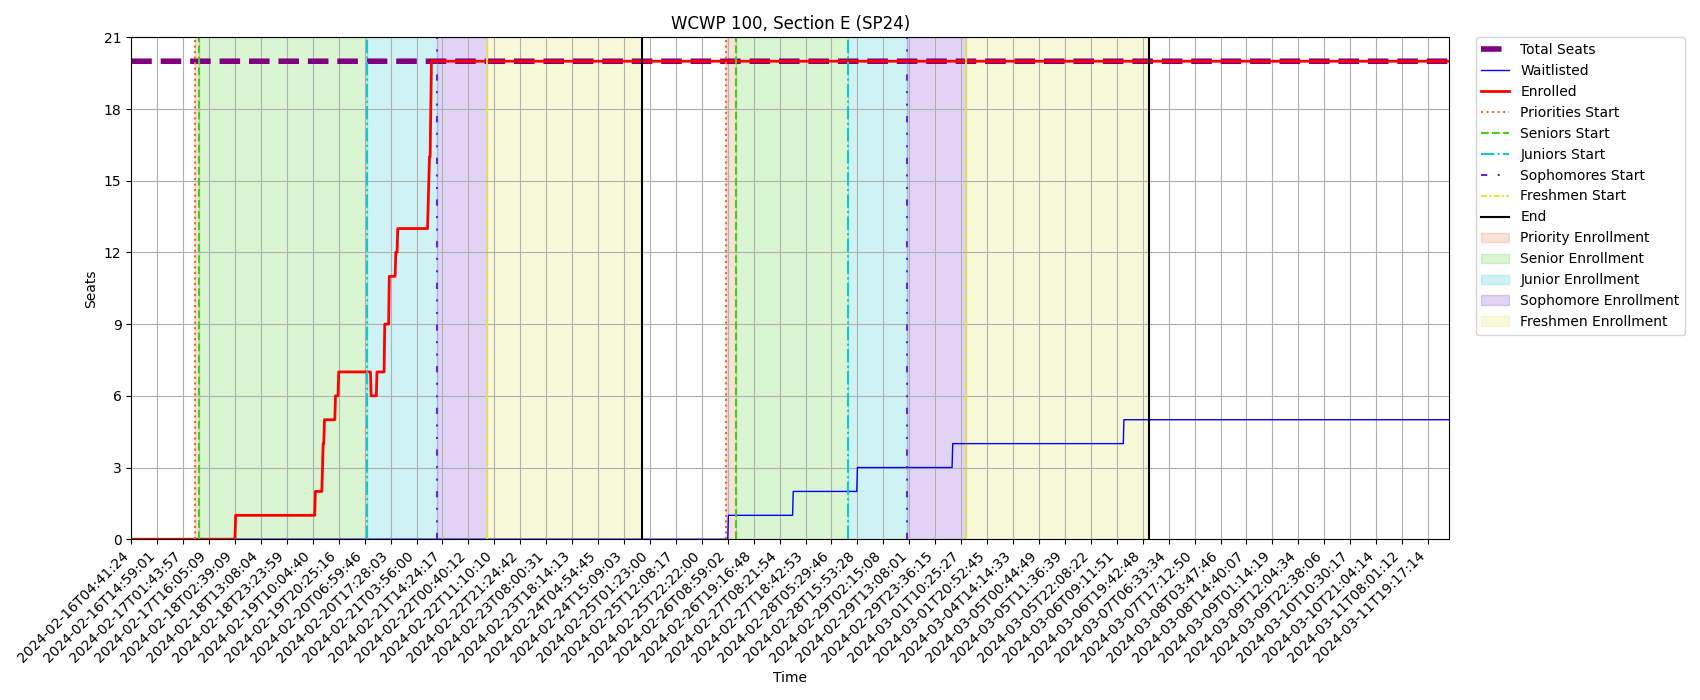 WCWP 100, Section E (SP24)
21
18
15
12
9
6
3
0
Seats
2024-02-16T04:41:24
2024-02-16T14:59:01
2024-02-17T01:43:57
2024-02-17T16:05:09
2024-02-18T02:39:09
2024-02-18T13:08:04
2024-02-18T23:23:59
2024-02-19T10:04:40
2024-02-19T20:25:16
2024-02-20T06:59:46
2024-02-20T17:28:03
2024-02-21T03:56:00
2024-02-21T14:24:17
2024-02-22T00:40:12
2024-02-22T11:10:10
2024-02-22T21:24:42
2024-02-23T08:00:31
2024-02-23T18:14:13
2024-02-24T04:54:45
2024-02-24T15:09:03
2024-02-25T01:23:00
2024-02-25T12:08:17
2024-02-25T22:22:00
2024-02-26T08:59:02
2024-02-26T19:16:48
2024-02-27T08:21:54
2024-02-27T18:42:53
2024-02-28T05:29:46
2024-02-28T15:53:28
2024-02-29T02:15:08
2024-02-29T13:08:01
2024-02-29T23:36:15
2024-03-01T10:25:27
2024-03-01T20:52:45
2024-03-04T14:14:33
2024-03-05T00:44:49
2024-03-05T11:36:39
2024-03-05T22:08:22
2024-03-06T09:11:51
2024-03-06T19:42:48
2024-03-07T06:33:34
2024-03-07T17:12:50
2024-03-08T03:47:46
2024-03-08T14:40:07
2024-03-09T01:14:19
2024-03-09T12:04:34
2024-03-09T22:38:06
2024-03-10T10:30:17
2024-03-10T21:04:14
2024-03-11T08:01:12
2024-03-11T19:17:14
Time
Total Seats
Waitlisted
Enrolled
Priorities Start
Seniors Start
Juniors Start
Sophomores Start
Freshmen Start
End
Priority Enrollment
Senior Enrollment
Junior Enrollment
Sophomore Enrollment
Freshmen Enrollment